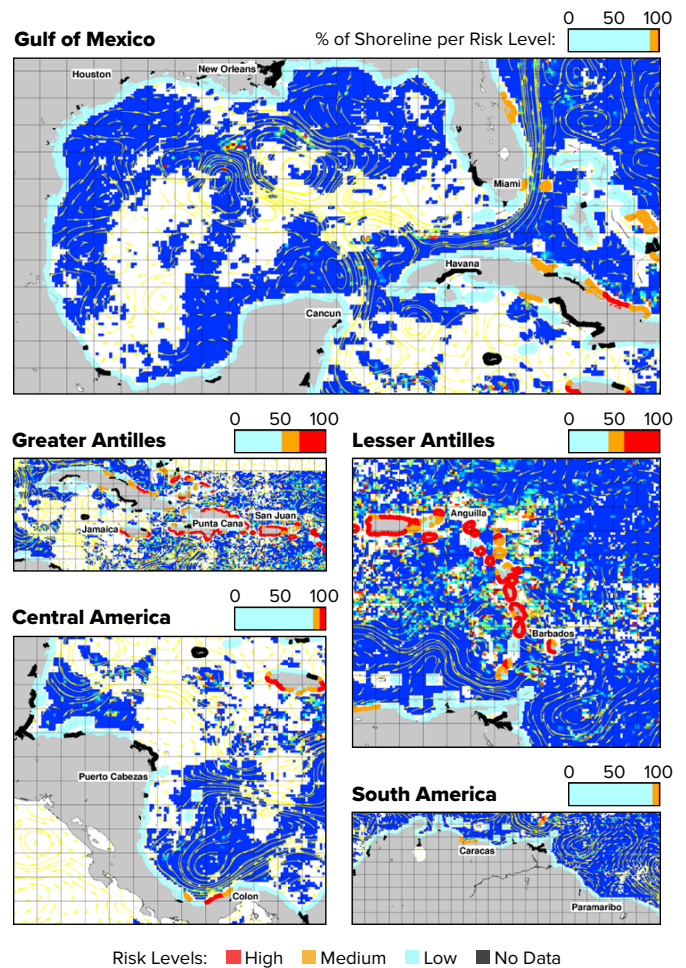 0 50 100
Gulf of Mexico % of Shoreline per Risk Level:
New Orleans
Houston
Miami
Havana
Cancun
0 50 100 0 50 100
Greater Antilles Lesser Antilles
Anguilla
San Juan
Jamaica Punta Cana
0 50 100
Central America
Barbados
Puerto Cabezas
0 50 100
South America
Caracas
Colon
Paramaribo
Risk Levels: High Medium Low No Data